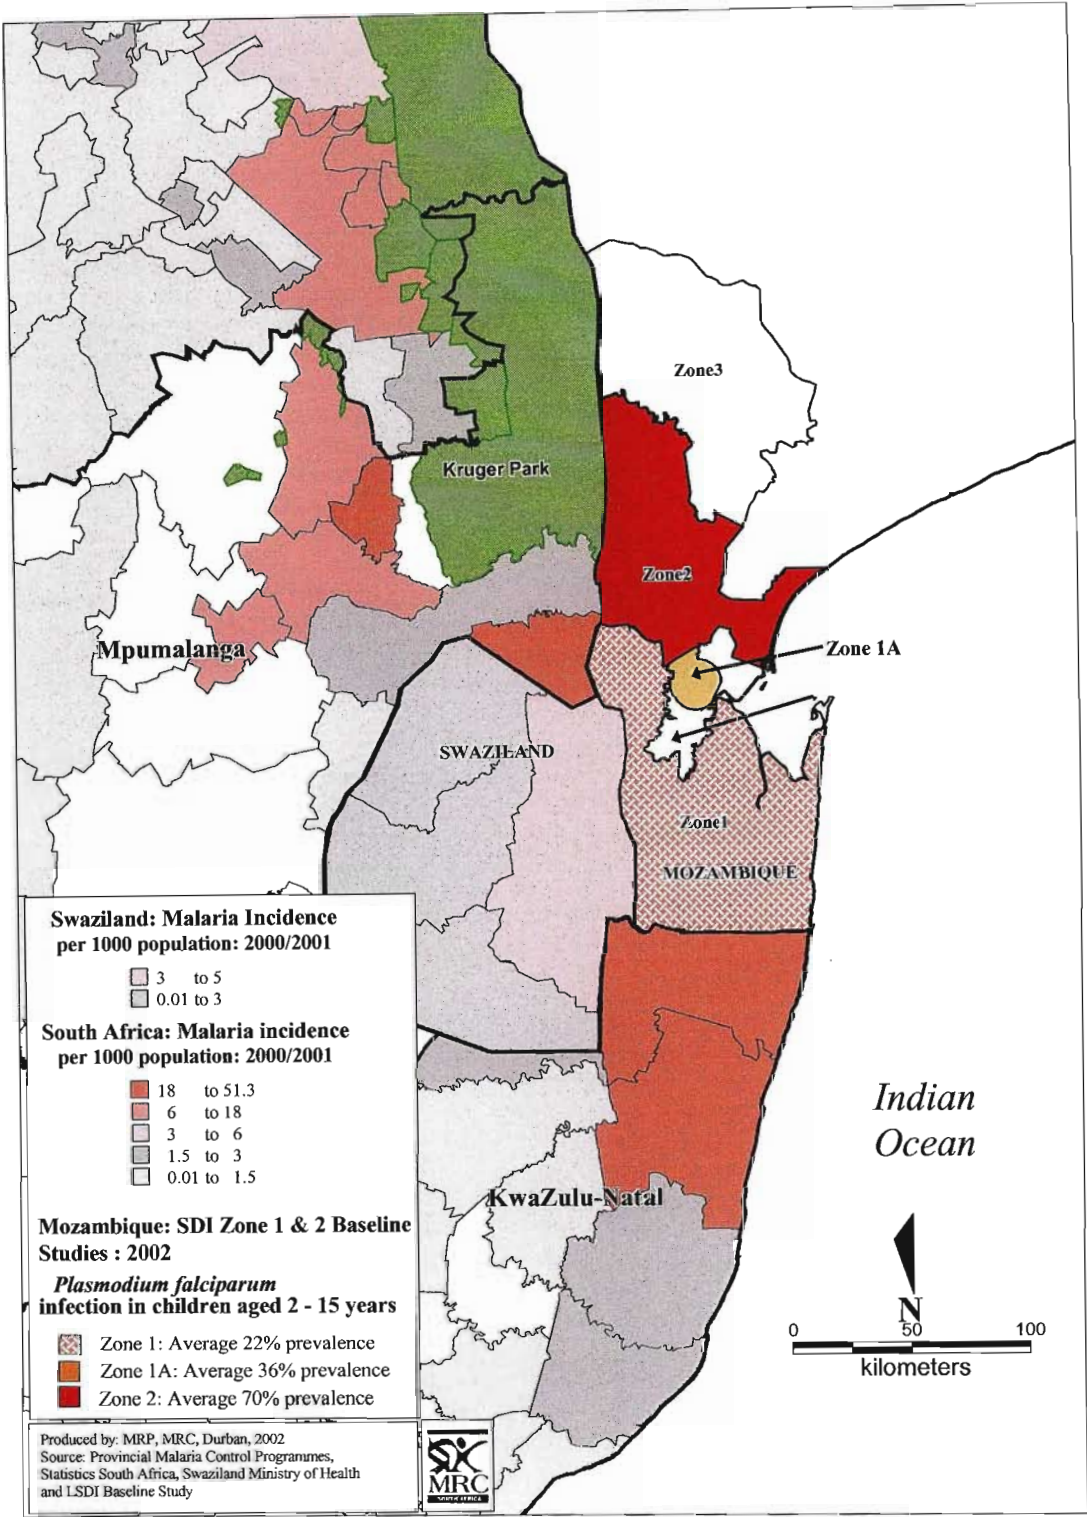 Zone3
Kruger Park
Zone2
Mpumalanga
Zone 1A
SWAZILAND
Zone1
MOZAMBIQUE
Swaziland: Malaria Incidence
per 1000 population: 2000/2001
3 to 5
0.01 to 3
South Africa: Malaria incidence
per 1000 population: 2000/2001
18 to 51.3
6 to 18
3 to 6
1.5 to 3
0.01 to 1.5
Indian
Ocean
KwaZulu-Natal
Mozambique: SDI Zone 1 & 2 Baseline
Studies : 2002
Plasmodium falciparum
infection in children aged 2 - 15 years
Zone 1: Average 22% prevalence
Zone 1A: Average 36% prevalence
Zone 2: Average 70% prevalence
N
0 50 100
kilometers
Produced by: MRP, MRC, Durban, 2002
Source: Provincial Malaria Control Programmes,
Statistics South Africa, Swaziland Ministry of Health
and LSDI Baseline Study
MRC
SOUTH AFRICA